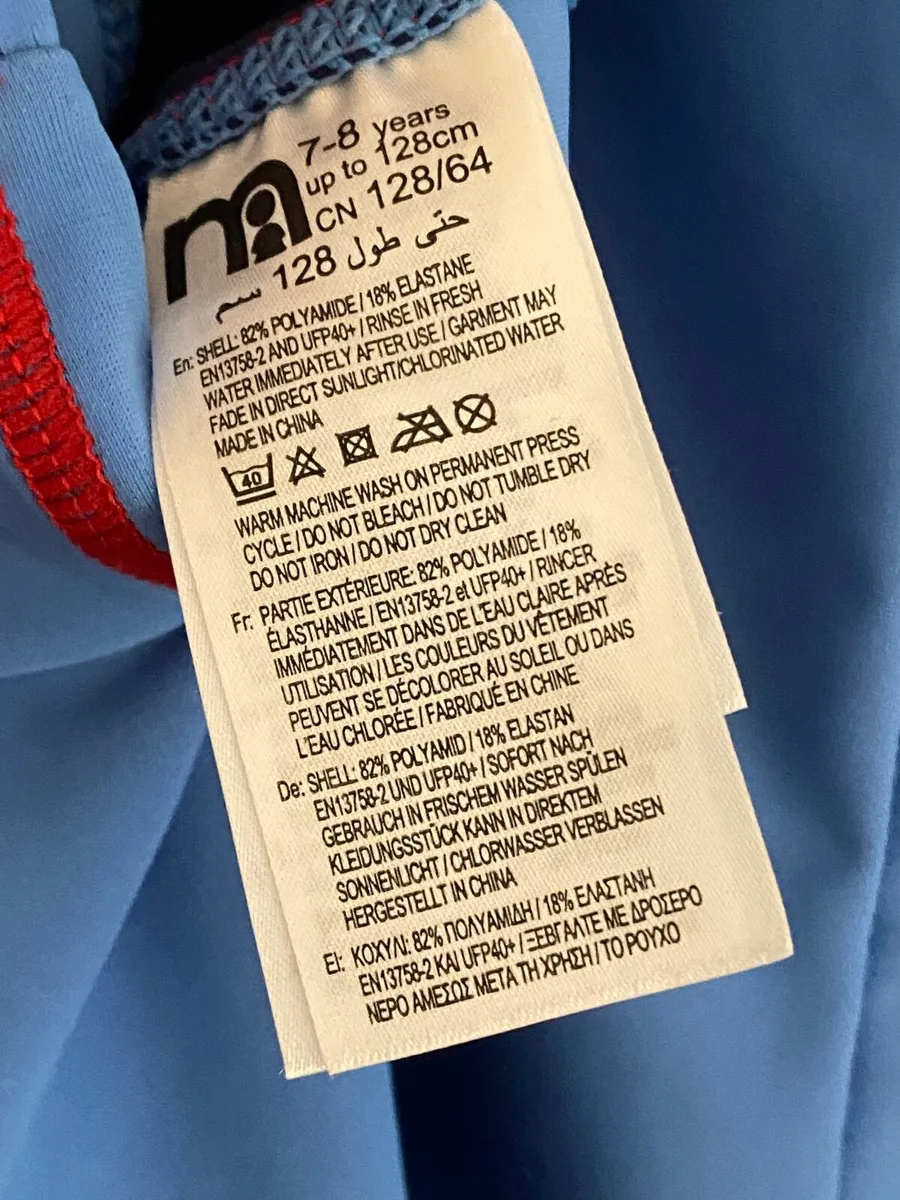 7-8 years
up to 128cm
CN 128/64
حتّى طول 128 سم
En: SHELL: 82% POLYAMIDE / 18% ELASTANE
EN13758-2 AND UFP40+ / RINSE IN FRESH
WATER IMMEDIATELY AFTER USE / GARMENT MAY
FADE IN DIRECT SUNLIGHT/CHLORINATED WATER
MADE IN CHINA
40
WARM MACHINE WASH ON PERMANENT PRESS
CYCLE / DO NOT BLEACH / DO NOT TUMBLE DRY
DO NOT IRON / DO NOT DRY CLEAN
Fr: PARTIE EXTÉRIEURE: 82% POLYAMIDE / 18%
ÉLASTHANNE / EN13758-2 et UFP40+ / RINCER
IMMÉDIATEMENT DANS DE L'EAU CLAIRE APRÈS
UTILISATION / LES COULEURS DU VÊTEMENT
PEUVENT SE DÉCOLORER AU SOLEIL OU DANS
L'EAU CHLORÉE / FABRIQUÉ EN CHINE
De: SHELL: 82% POLYAMID / 18% ELASTAN
EN13758-2 UND UFP40+ / SOFORT NACH
GEBRAUCH IN FRISCHEM WASSER SPÜLEN
KLEIDUNGSSTÜCK KANN IN DIREKTEM
SONNENLICHT / CHLORWASSER VERBLASSEN
HERGESTELLT IN CHINA
El: ΚΟΧΥΛΙ: 82% ΠΟΛΥΑΜΙΔΗ / 18% ΕΛΑΣΤΑΝΗ
EN13758-2 ΚΑΙ UFP40+ / ΞΕΒΓΑΛΤΕ ΜΕ ΔΡΟΣΕΡΟ
ΝΕΡΟ ΑΜΕΣΩΣ ΜΕΤΑ ΤΗ ΧΡΗΣΗ / ΤΟ ΡΟΥΧΟ